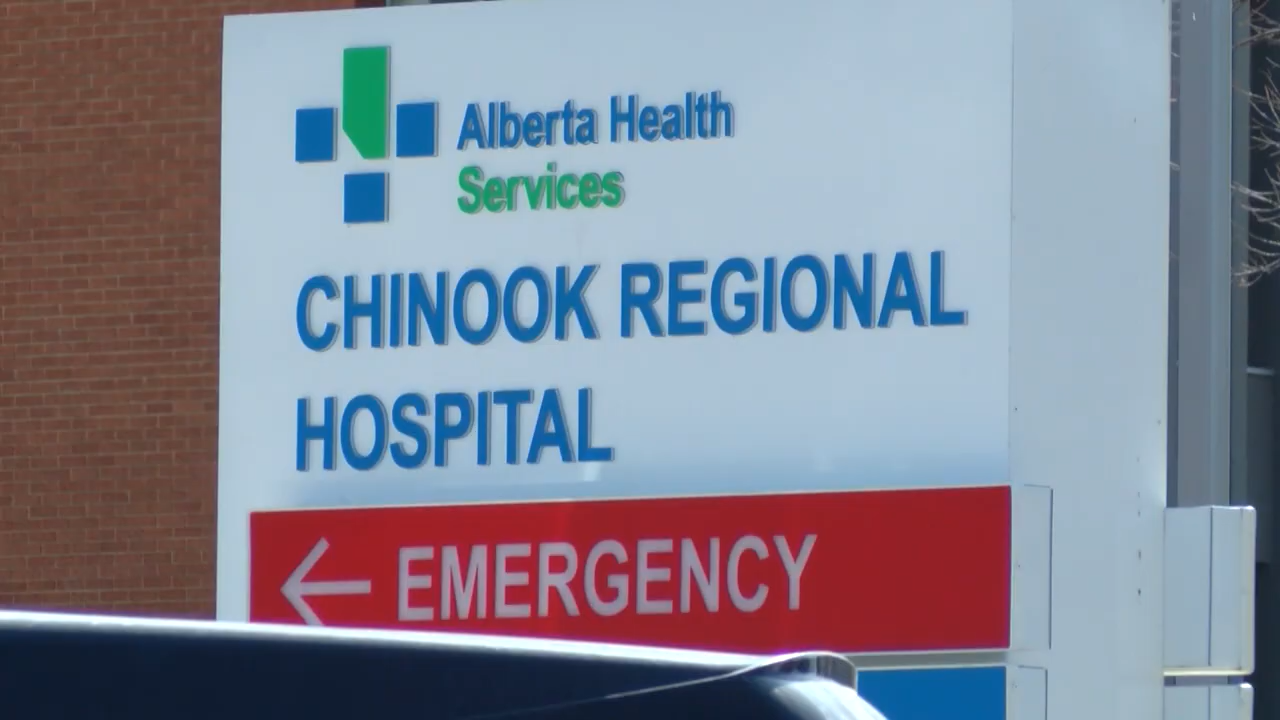 Alberta Health
Services
CHINOOK REGIONAL
HOSPITAL
EMERGENCY